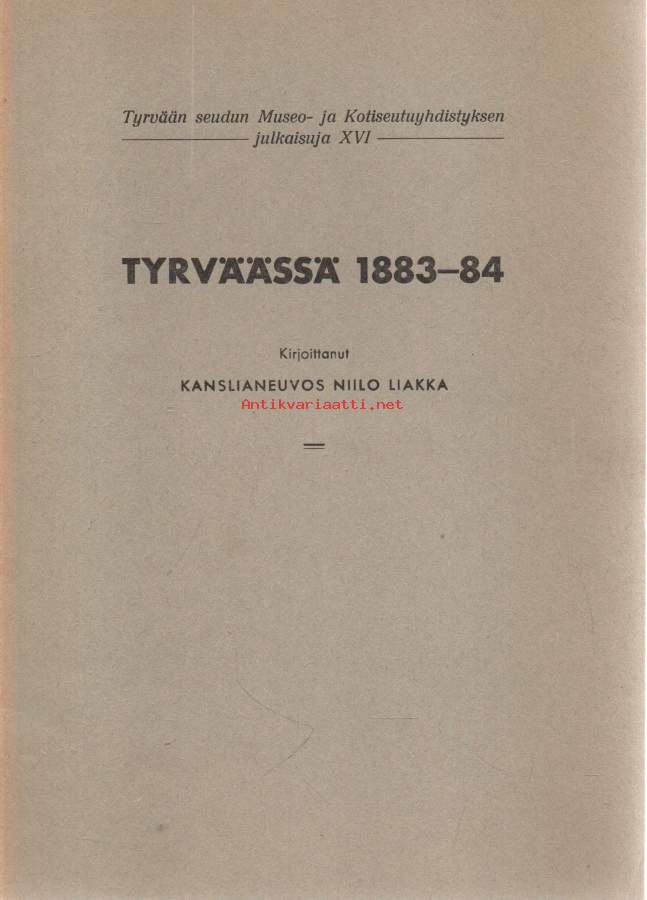 Tyrvään seudun Museo- ja Kotiseutuyhdistyksen
julkaisuja XVI
TYRVÄÄSSÄ 1883–84
Kirjoittanut
KANSLIANEUVOS NIILO LIAKKA
Antikvariaatti.net